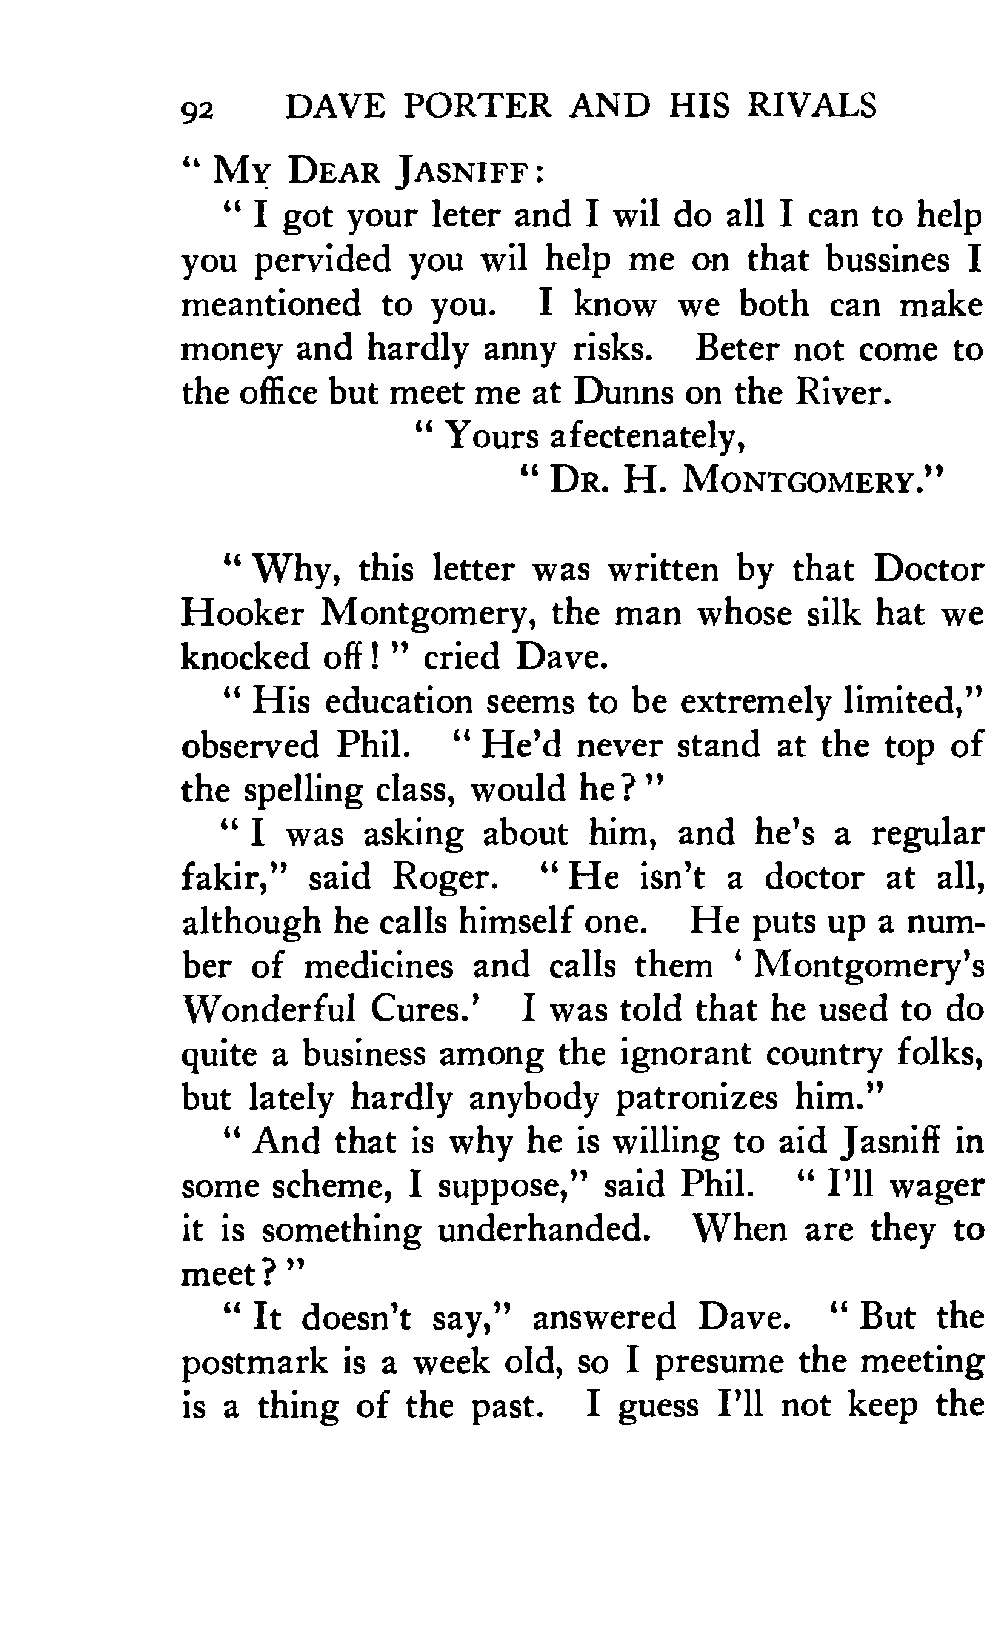 92 DAVE PORTER AND HIS RIVALS
“ MY DEAR JASNIFF:
“ I got your leter and I wil do all I can to help
you pervided you wil help me on that bussines I
meantioned to you. I know we both can make
money and hardly anny risks. Beter not come to
the office but meet me at Dunns on the River.
“ Yours afectenately,
“ DR. H. MONTGOMERY.”
“ Why, this letter was written by that Doctor
Hooker Montgomery, the man whose silk hat we
knocked off! ” cried Dave.
“ His education seems to be extremely limited,”
observed Phil. “ He’d never stand at the top of
the spelling class, would he? ”
“ I was asking about him, and he’s a regular
fakir,” said Roger. “ He isn’t a doctor at all,
although he calls himself one. He puts up a num-
ber of medicines and calls them ‘ Montgomery’s
Wonderful Cures.’ I was told that he used to do
quite a business among the ignorant country folks,
but lately hardly anybody patronizes him.”
“ And that is why he is willing to aid Jasniff in
some scheme, I suppose,” said Phil. “ I’ll wager
it is something underhanded. When are they to
meet? ”
“ It doesn’t say,” answered Dave. “ But the
postmark is a week old, so I presume the meeting
is a thing of the past. I guess I’ll not keep the